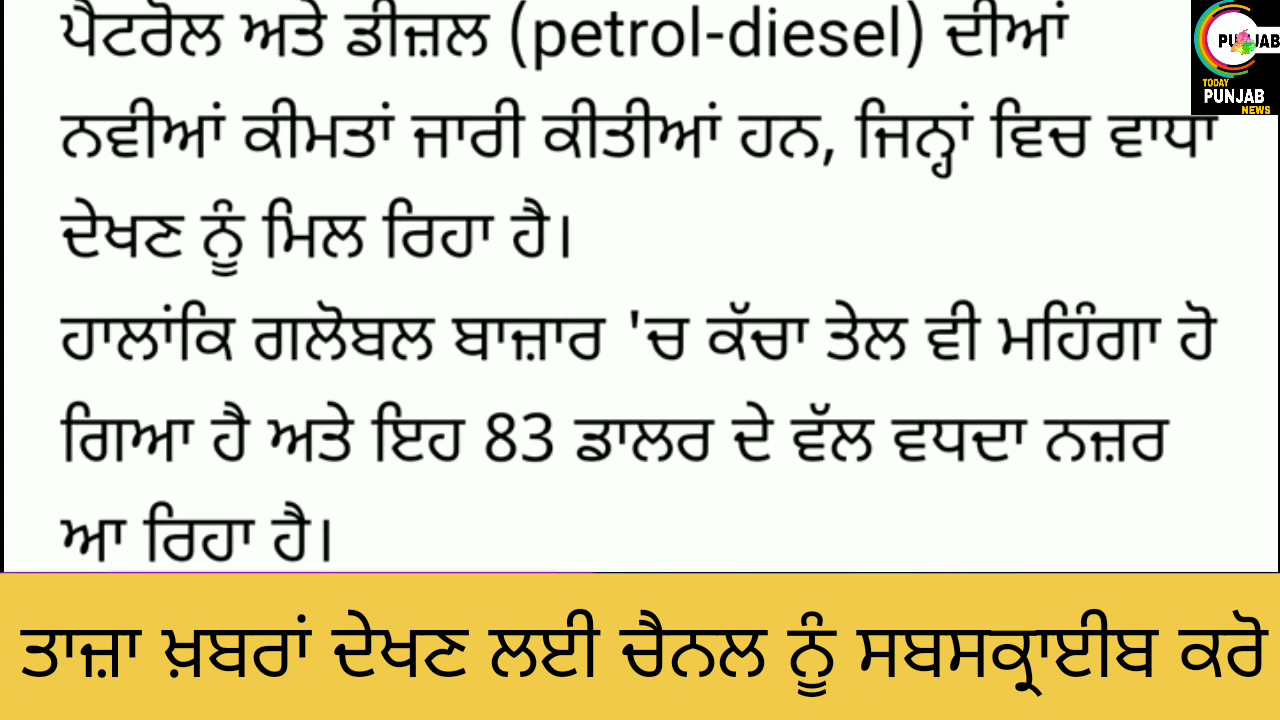 ਪੈਟਰੋਲ ਅਤੇ ਡੀਜ਼ਲ (petrol-diesel) ਦੀਆਂ
ਨਵੀਆਂ ਕੀਮਤਾਂ ਜਾਰੀ ਕੀਤੀਆਂ ਹਨ, ਜਿਨ੍ਹਾਂ ਵਿਚ ਵਾਧਾ
ਦੇਖਣ ਨੂੰ ਮਿਲ ਰਿਹਾ ਹੈ।
ਹਾਲਾਂਕਿ ਗਲੋਬਲ ਬਾਜ਼ਾਰ 'ਚ ਕੱਚਾ ਤੇਲ ਵੀ ਮਹਿੰਗਾ ਹੋ
ਗਿਆ ਹੈ ਅਤੇ ਇਹ 83 ਡਾਲਰ ਦੇ ਵੱਲ ਵਧਦਾ ਨਜ਼ਰ
ਆ ਰਿਹਾ ਹੈ।
PUNJAB
TODAY
PUNJAB
NEWS
ਤਾਜ਼ਾ ਖ਼ਬਰਾਂ ਦੇਖਣ ਲਈ ਚੈਨਲ ਨੂੰ ਸਬਸਕ੍ਰਾਈਬ ਕਰੋ